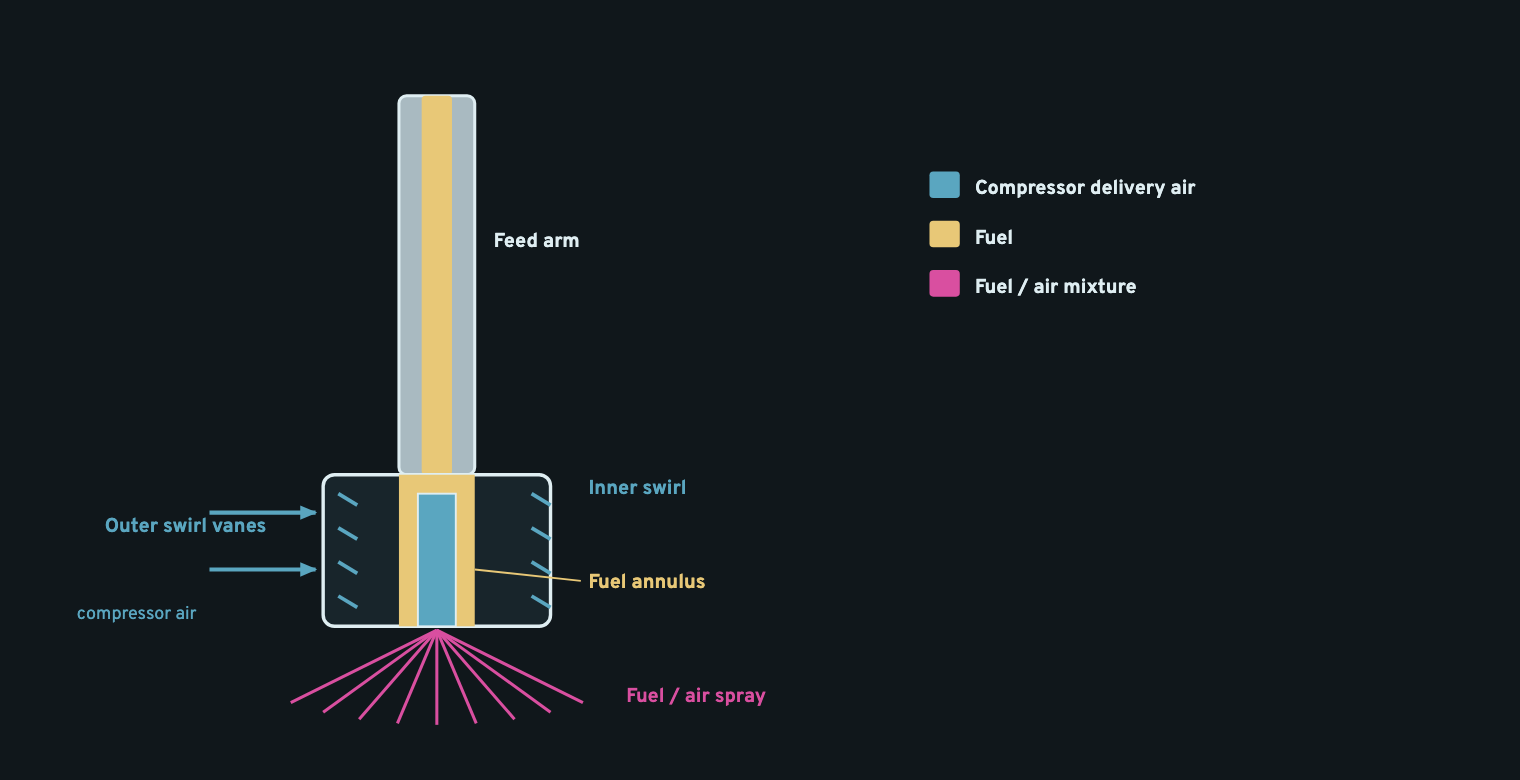 Compressor delivery air
Feed arm
Fuel
Fuel / air mixture
Inner swirl
Outer swirl vanes
Fuel annulus
compressor air
Fuel / air spray